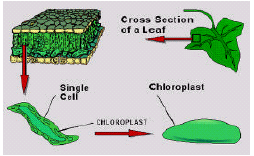 Cross Section
of a Leaf
Single
Cell
CHLOROPLAST
Chloroplast